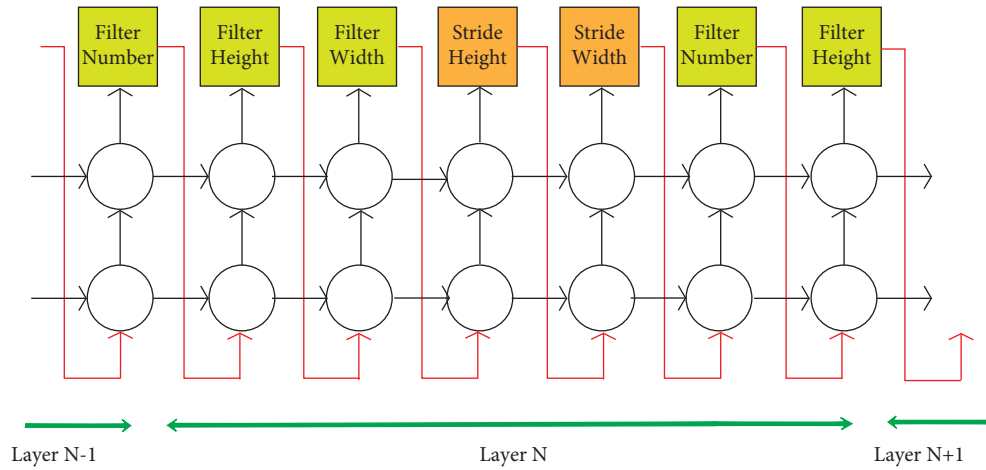 Filter
Number
Filter
Height
Filter
Width
Stride
Height
Stride
Width
Filter
Number
Filter
Height
Layer N-1
Layer N
Layer N+1